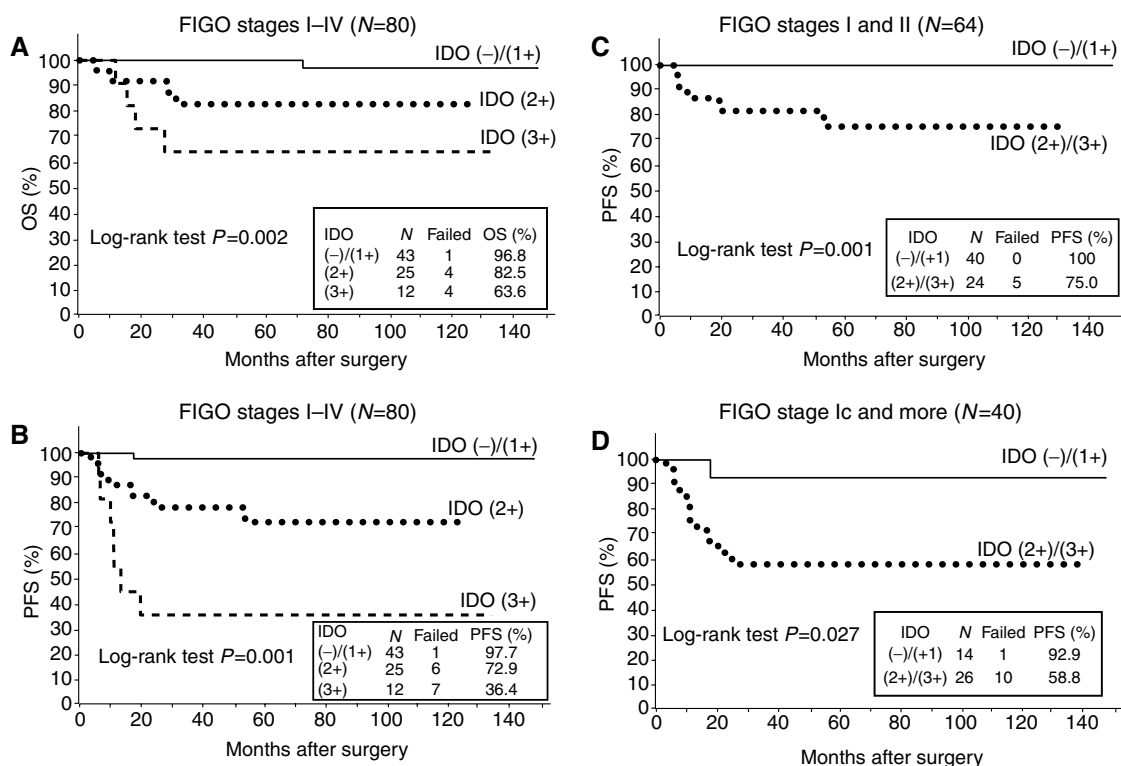 A
FIGO stages I–IV (N=80)
IDO (–)/(1+)
IDO (2+)
IDO (3+)
OS (%)
100
90
80
70
60
50
40
30
20
10
0
Log-rank test P=0.002
IDO N Failed OS (%)
(–)/(1+) 43 1 96.8
(2+) 25 4 82.5
(3+) 12 4 63.6
0 20 40 60 80 100 120 140
Months after surgery
C
FIGO stages I and II (N=64)
IDO (–)/(1+)
IDO (2+)/(3+)
PFS (%)
100
90
80
70
60
50
40
30
20
10
0
Log-rank test P=0.001
IDO N Failed PFS (%)
(–)/(+1) 40 0 100
(2+)/(3+) 24 5 75.0
0 20 40 60 80 100 120 140
Months after surgery
B
FIGO stages I–IV (N=80)
IDO (–)/(1+)
IDO (2+)
IDO (3+)
PFS (%)
100
90
80
70
60
50
40
30
20
10
0
Log-rank test P=0.001
IDO N Failed PFS (%)
(–)/(1+) 43 1 97.7
(2+) 25 6 72.9
(3+) 12 7 36.4
0 20 40 60 80 100 120 140
Months after surgery
D
FIGO stage Ic and more (N=40)
IDO (–)/(1+)
IDO (2+)/(3+)
PFS (%)
100
90
80
70
60
50
40
30
20
10
0
Log-rank test P=0.027
IDO N Failed PFS (%)
(–)/(+1) 14 1 92.9
(2+)/(3+) 26 10 58.8
0 20 40 60 80 100 120 140
Months after surgery